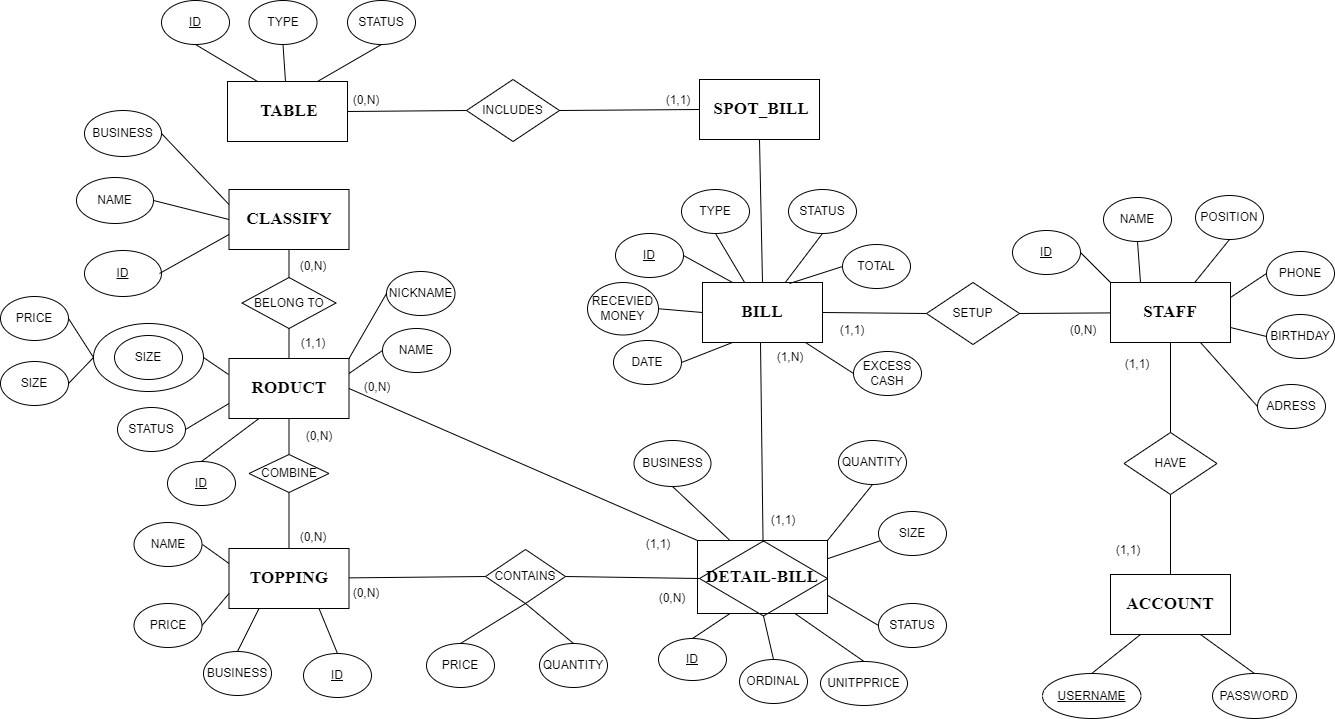 ID
TYPE
STATUS
TABLE
(0,N)
INCLUDES
(1,1)
SPOT_BILL
BUSINESS
NAME
ID
CLASSIFY
(0,N)
BELONG TO
(1,1)
NICKNAME
NAME
PRICE
SIZE
SIZE
STATUS
ID
RODUCT
(0,N)
(0,N)
COMBINE
(0,N)
NAME
PRICE
BUSINESS
ID
TOPPING
(0,N)
CONTAINS
PRICE
QUANTITY
(0,N)
(1,1)
TYPE
STATUS
ID
TOTAL
RECEVIED
MONEY
BILL
DATE
(1,N)
EXCESS
CASH
(1,1)
SETUP
(0,N)
BUSINESS
QUANTITY
(1,1)
SIZE
DETAIL-BILL
STATUS
ID
ORDINAL
UNITPPRICE
NAME
POSITION
ID
PHONE
STAFF
BIRTHDAY
ADRESS
(1,1)
HAVE
(1,1)
ACCOUNT
USERNAME
PASSWORD